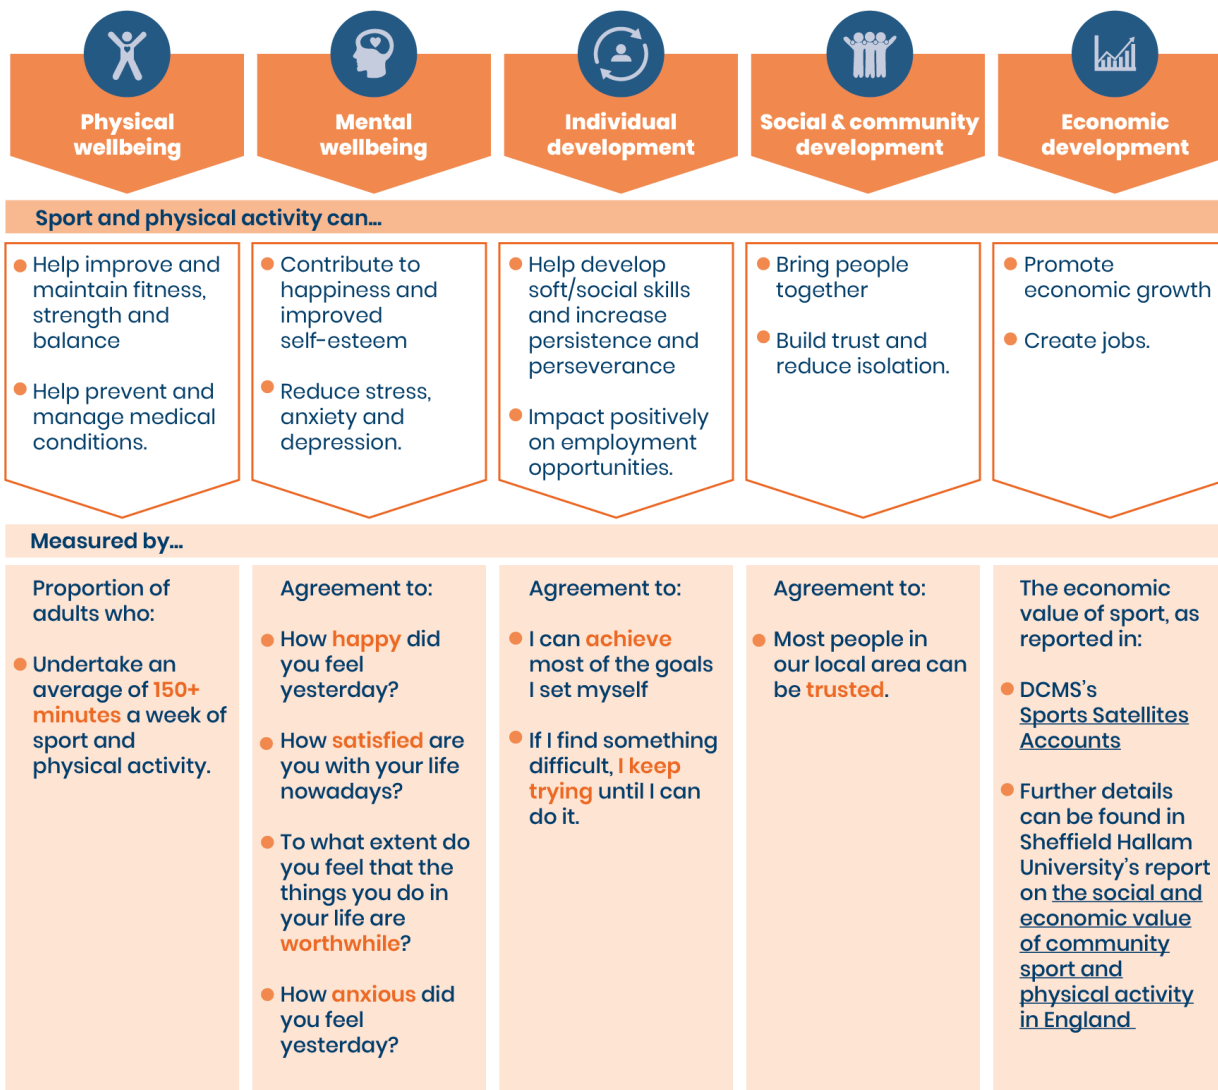 Physical
wellbeing
Mental
wellbeing
Individual
development
Social & community
development
Economic
development
Sport and physical activity can...
Help improve and
maintain fitness,
strength and
balance
Help prevent and
manage medical
conditions.
Contribute to
happiness and
improved
self-esteem
Reduce stress,
anxiety and
depression.
Help develop
soft/social skills
and increase
persistence and
perseverance
Impact positively
on employment
opportunities.
Bring people
together
Build trust and
reduce isolation.
Promote
economic growth
Create jobs.
Measured by...
Proportion of
adults who:
Undertake an
average of 150+
minutes a week of
sport and
physical activity.
Agreement to:
How happy did
you feel
yesterday?
How satisfied are
you with your life
nowadays?
To what extent do
you feel that the
things you do in
your life are
worthwhile?
How anxious did
you feel
yesterday?
Agreement to:
I can achieve
most of the goals
I set myself
If I find something
difficult, I keep
trying until I can
do it.
Agreement to:
Most people in
our local area can
be trusted.
The economic
value of sport, as
reported in:
DCMS's
Sports Satellites
Accounts
Further details
can be found in
Sheffield Hallam
University's report
on the social and
economic value
of community
sport and
physical activity
in England